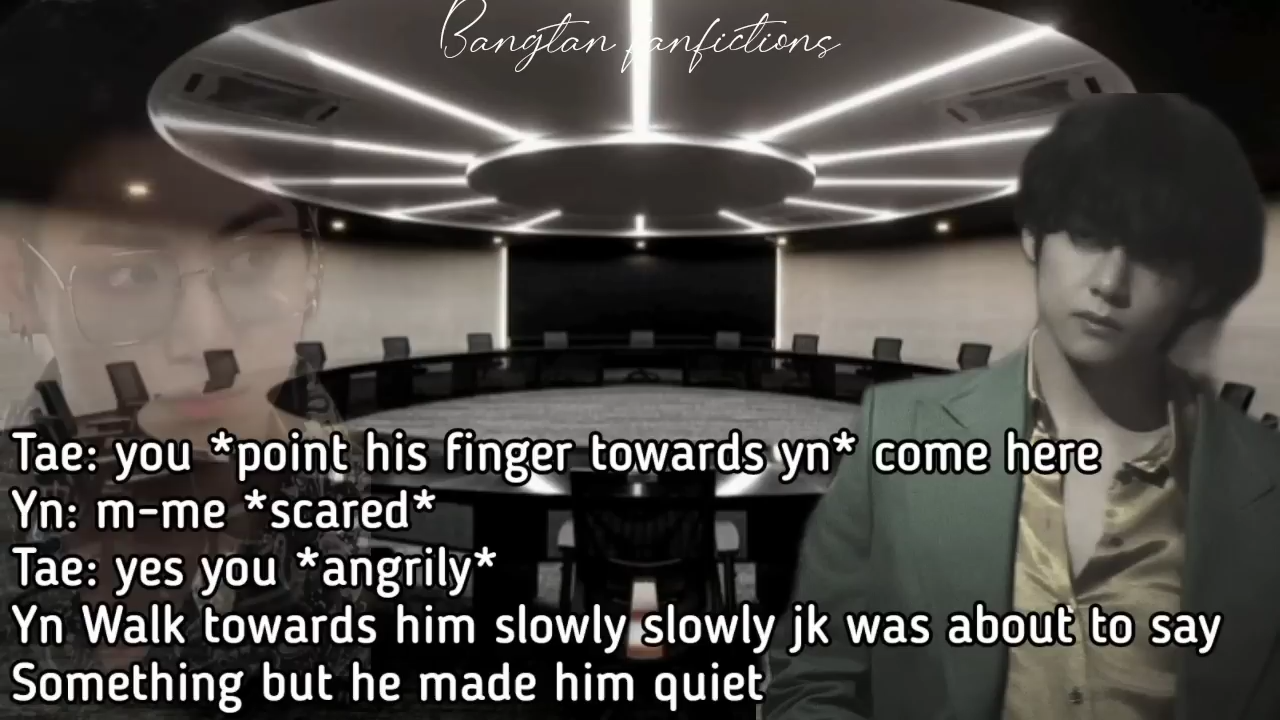 Bangtan fanfictions
Tae: you *point his finger towards yn* come here
Yn: m-me *scared*
Tae: yes you *angrily*
Yn Walk towards him slowly slowly jk was about to say
Something but he made him quiet